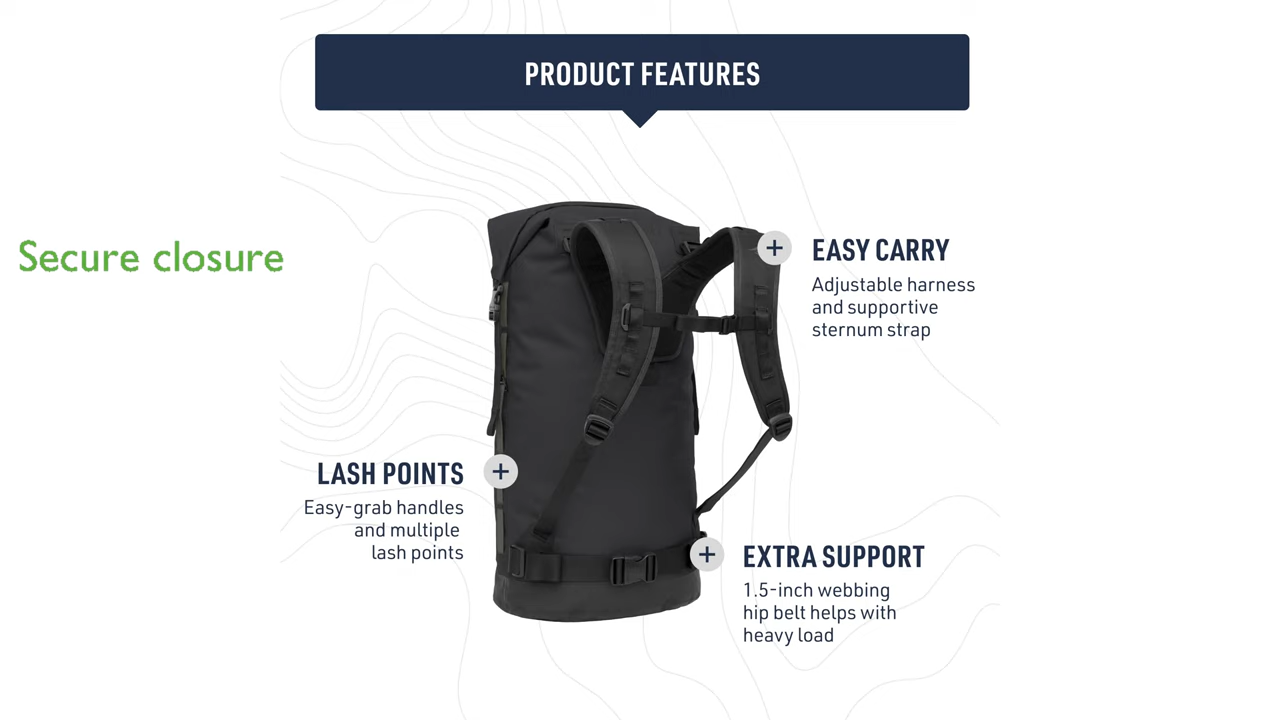 PRODUCT FEATURES
Secure closure
EASY CARRY
Adjustable harness
and supportive
sternum strap
LASH POINTS
Easy-grab handles
and multiple
lash points
EXTRA SUPPORT
1.5-inch webbing
hip belt helps with
heavy load